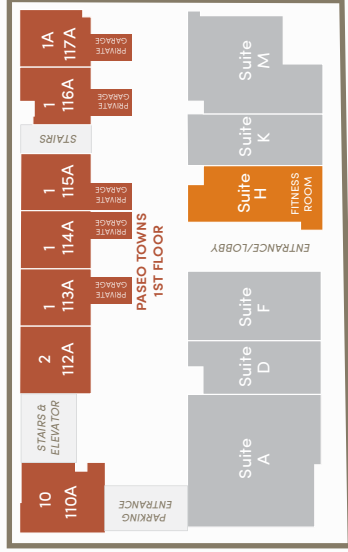 1A
117A
PRIVATE
GARAGE
1
116A
PRIVATE
GARAGE
STAIRS
1
115A
PRIVATE
GARAGE
1
114A
PRIVATE
GARAGE
1
113A
PRIVATE
GARAGE
2
112A
STAIRS &
ELEVATOR
10
110A
PARKING
ENTRANCE
PASEO TOWNS
1ST FLOOR
Suite
M
Suite
K
Suite
H
FITNESS
ROOM
ENTRANCE/LOBBY
Suite
F
Suite
D
Suite
A